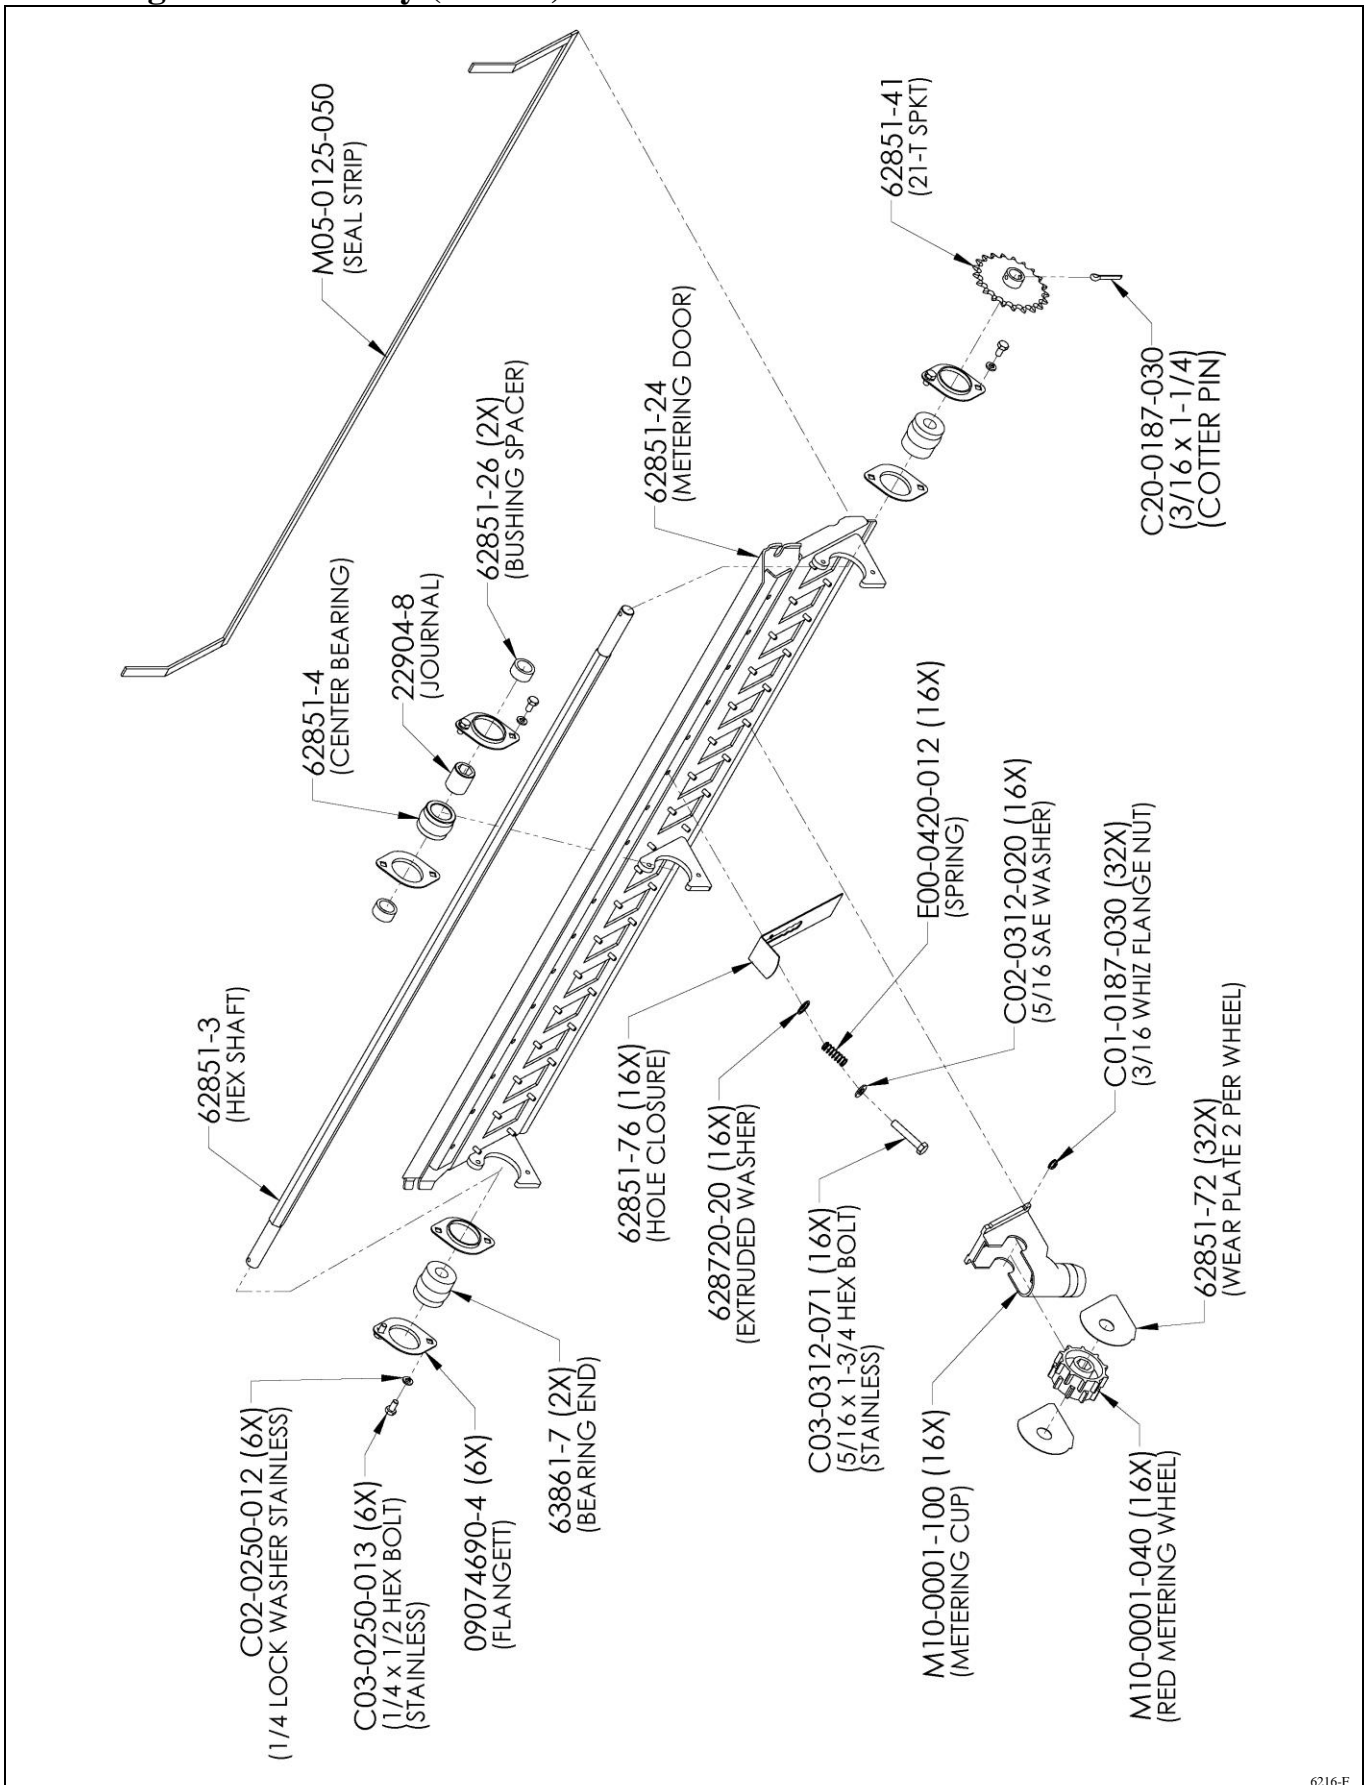 M05-0125-050
(SEAL STRIP)
62851-41
(21-T SPKT)
62851-26 (2X)
(BUSHING SPACER)
62851-24
(METERING DOOR)
22904-8
(JOURNAL)
62851-4
(CENTER BEARING)
C20-0187-030
(3/16 x 1-1/4)
(COTTER PIN)
62851-3
(HEX SHAFT)
E00-0420-012 (16X)
(SPRING)
C02-0312-020 (16X)
(5/16 SAE WASHER)
C01-0187-030 (32X)
(3/16 WHIZ FLANGE NUT)
62851-76 (16X)
(HOLE CLOSURE)
628720-20 (16X)
(EXTRUDED WASHER)
C03-0312-071 (16X)
(5/16 x 1-3/4 HEX BOLT)
(STAINLESS)
62851-72 (32X)
(WEAR PLATE 2 PER WHEEL)
C02-0250-012 (6X)
(1/4 LOCK WASHER STAINLESS)
C03-0250-013 (6X)
(1/4 x 1/2 HEX BOLT)
(STAINLESS)
09074690-4 (6X)
(FLANGETT)
63861-7 (2X)
(BEARING END)
M10-0001-100 (16X)
(METERING CUP)
M10-0001-040 (16X)
(RED METERING WHEEL)